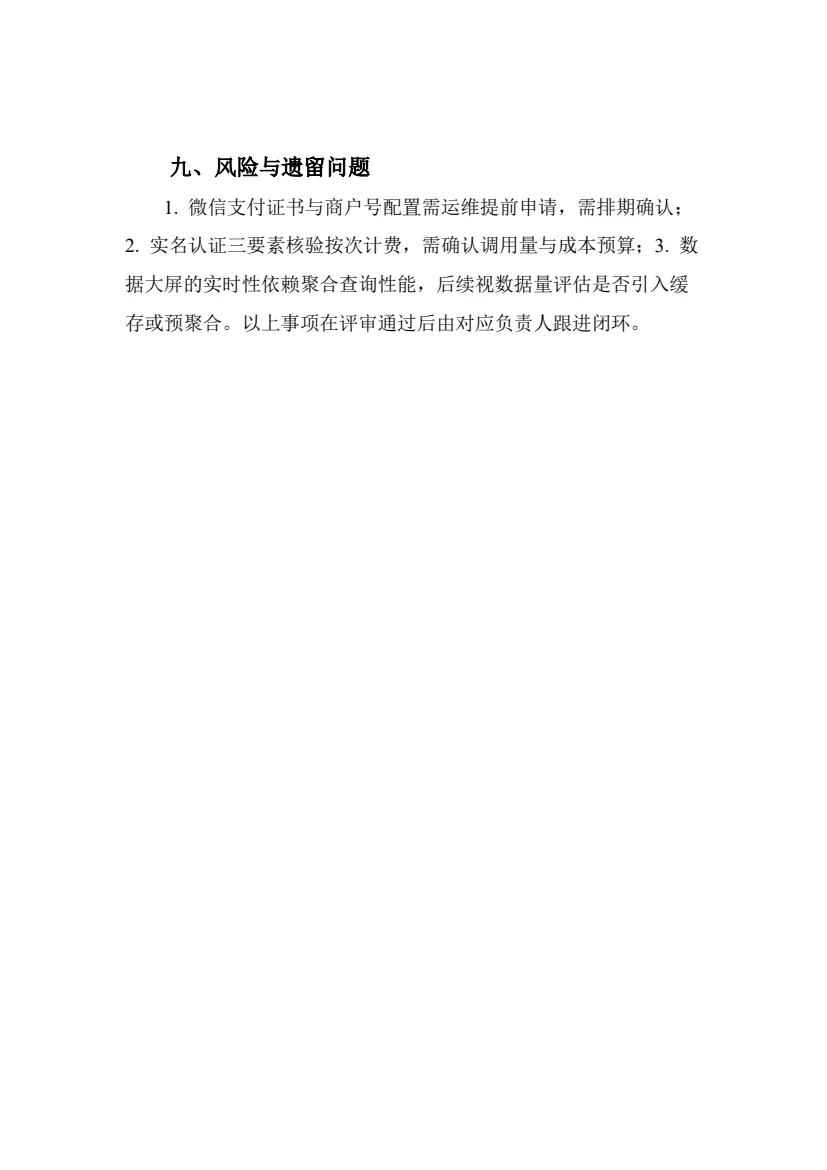 九、风险与遗留问题
1. 微信支付证书与商户号配置需运维提前申请，需排期确认；
2. 实名认证三要素核验按次计费，需确认调用量与成本预算；3. 数
据大屏的实时性依赖聚合查询性能，后续视数据量评估是否引入缓
存或预聚合。以上事项在评审通过后由对应负责人跟进闭环。